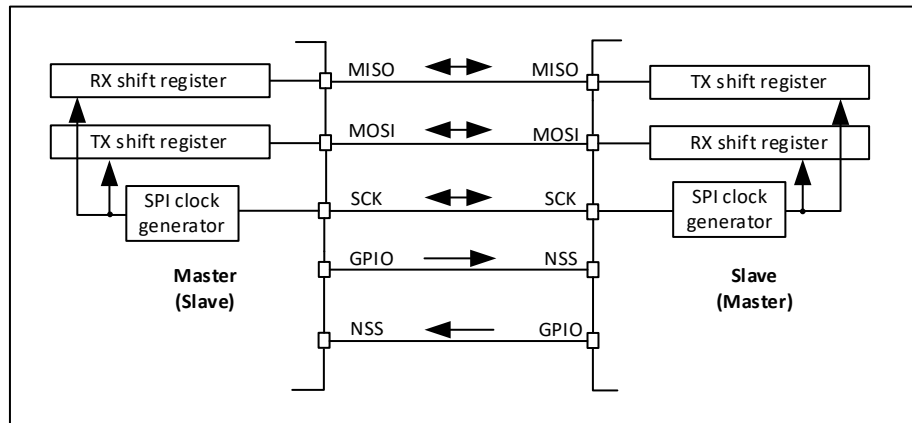 MISO MISO
RX shift register TX shift register
MOSI MOSI
TX shift register RX shift register
SCK SCK
SPI clock SPI clock
generator generator
GPIO NSS
Master Slave
(Slave) (Master)
NSS GPIO